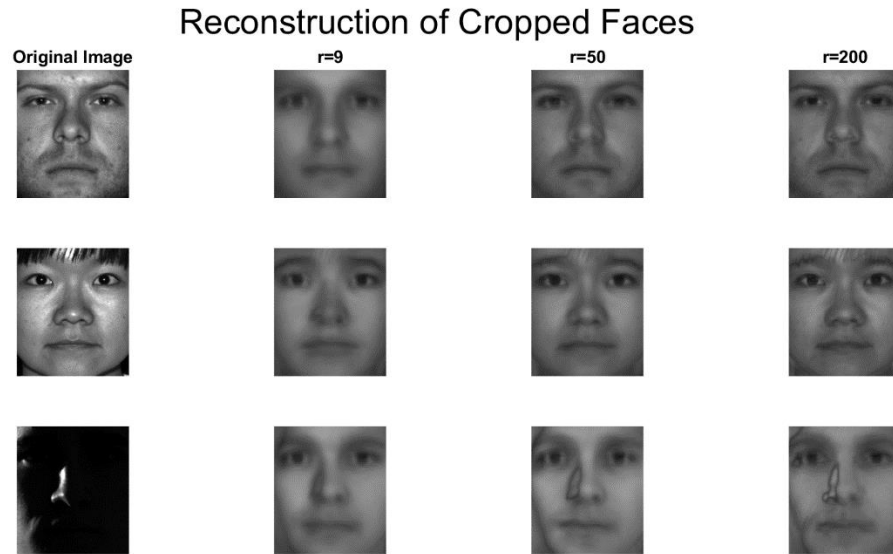 Reconstruction of Cropped Faces
Original Image
r=9
r=50
r=200